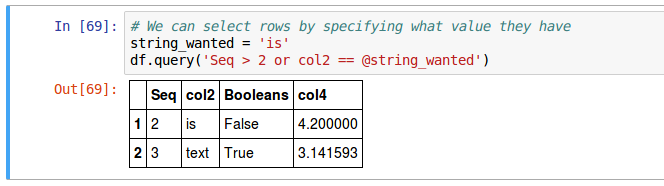 In [69]: # We can select rows by specifying what value they have
string_wanted = 'is'
df.query('Seq > 2 or col2 == @string_wanted')
Out[69]:
Seq col2 Booleans col4
1 2 is False 4.200000
2 3 text True 3.141593